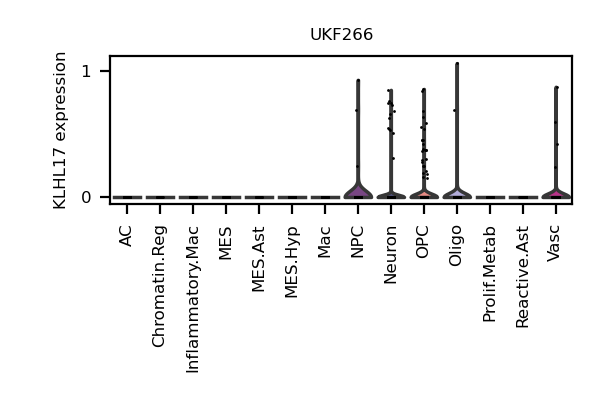 UKF266
KLHL17 expression
1
0
AC
Chromatin.Reg
Inflammatory.Mac
MES
MES.Ast
MES.Hyp
Mac
NPC
Neuron
OPC
Oligo
Prolif.Metab
Reactive.Ast
Vasc